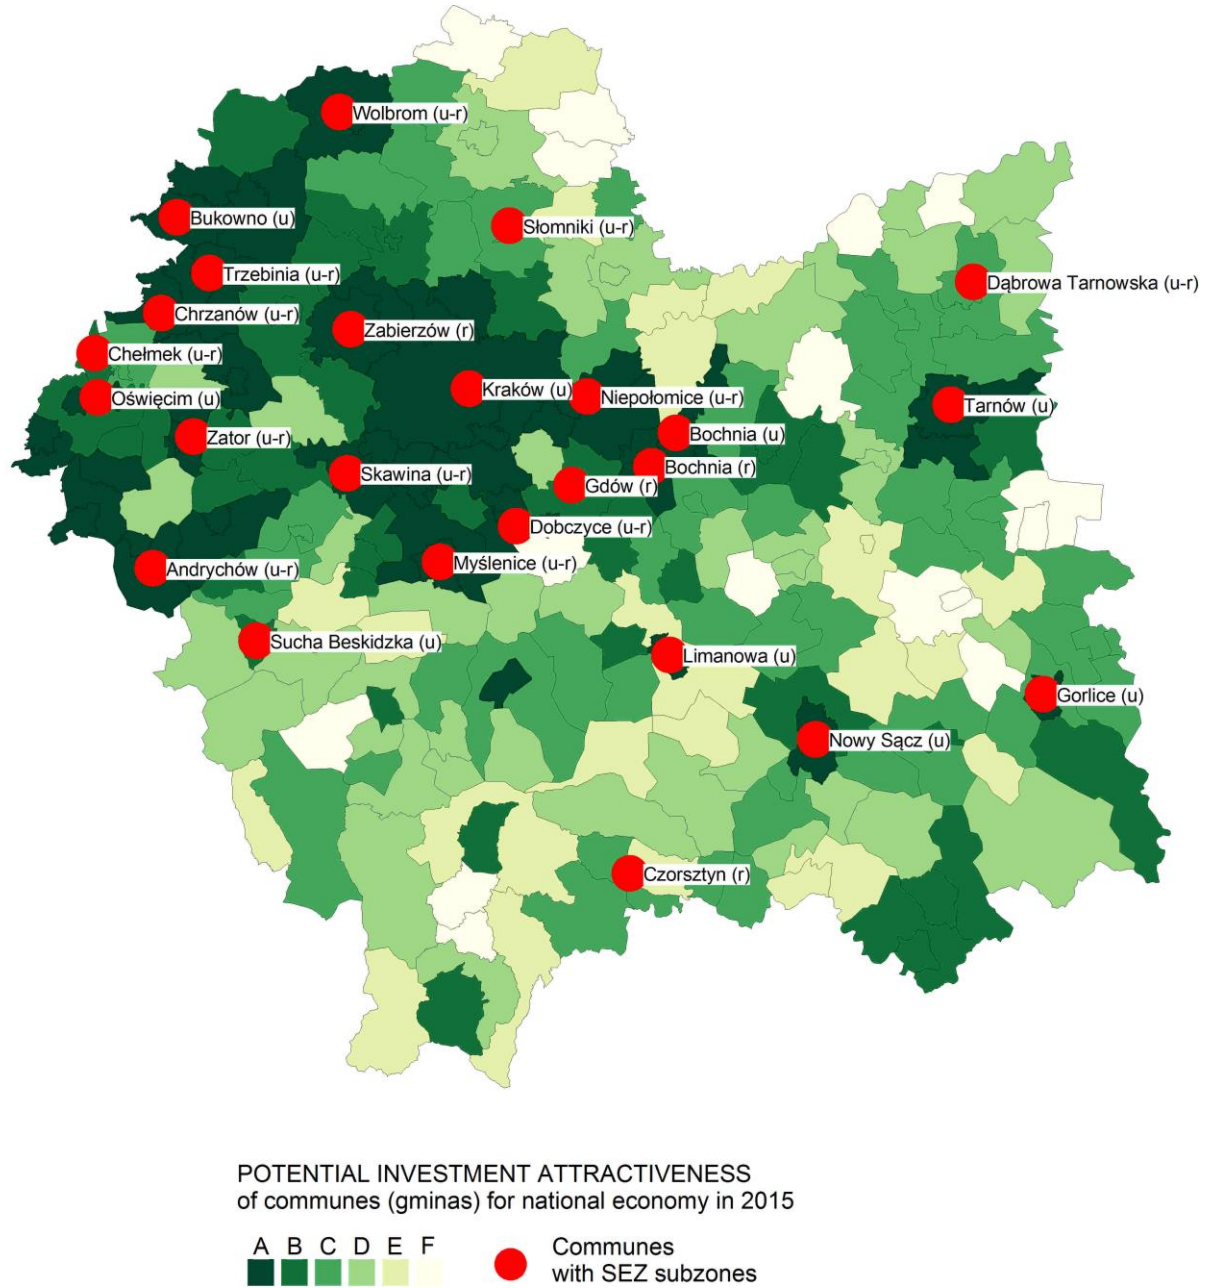 Wolbrom (u-r)
Bukowno (u)
Słomniki (u-r)
Trzebinia (u-r)
Dąbrowa Tarnowska (u-r)
Chrzanów (u-r)
Zabierzów (r)
Chełmek (u-r)
Kraków (u)
Niepołomice (u-r)
Oświęcim (u)
Tarnów (u)
Zator (u-r)
Bochnia (u)
Bochnia (r)
Skawina (u-r)
Gdów (r)
Dobczyce (u-r)
Myślenice (u-r)
Andrychów (u-r)
Sucha Beskidzka (u)
Limanowa (u)
Gorlice (u)
Nowy Sącz (u)
Czorsztyn (r)
POTENTIAL INVESTMENT ATTRACTIVENESS
of communes (gminas) for national economy in 2015
A B C D E F
Communes
with SEZ subzones